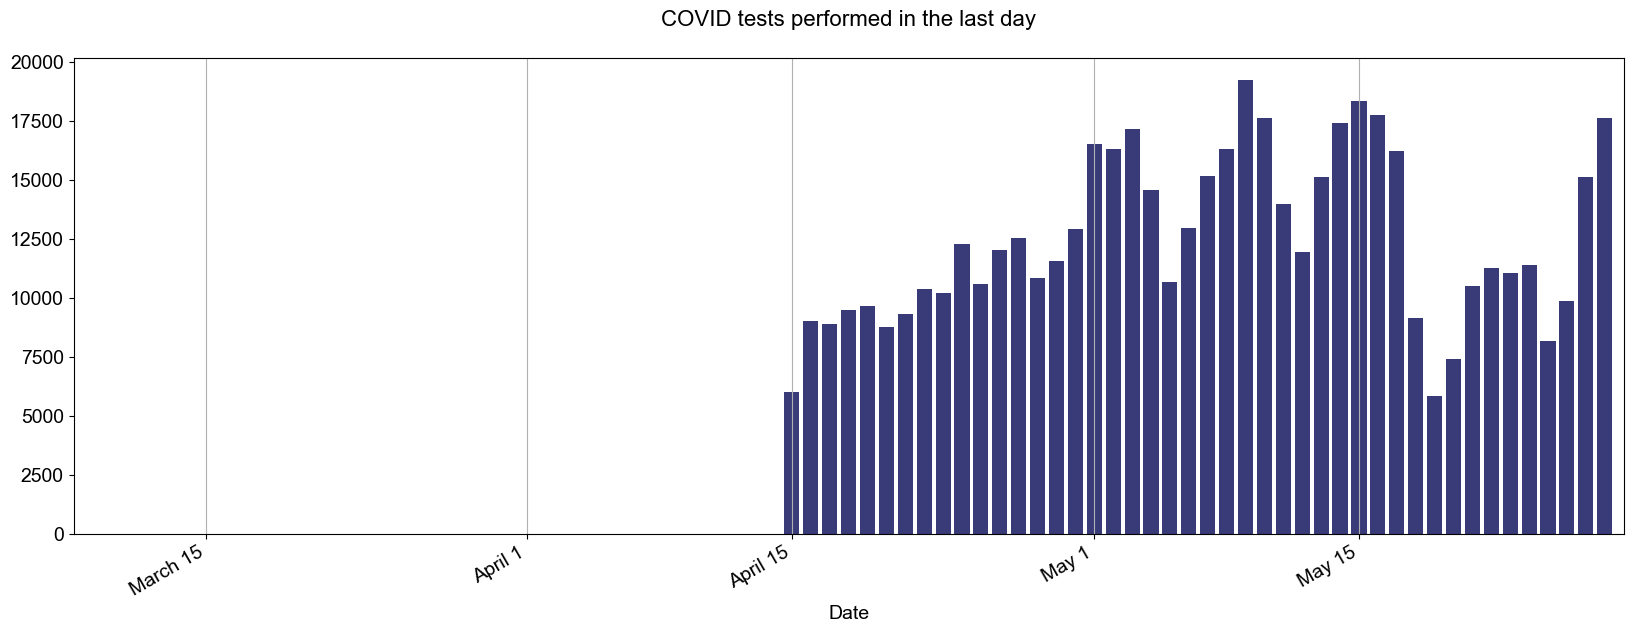 COVID tests performed in the last day
20000
17500
15000
12500
10000
7500
5000
2500
0
March 15
April 1
April 15
May 1
May 15
Date